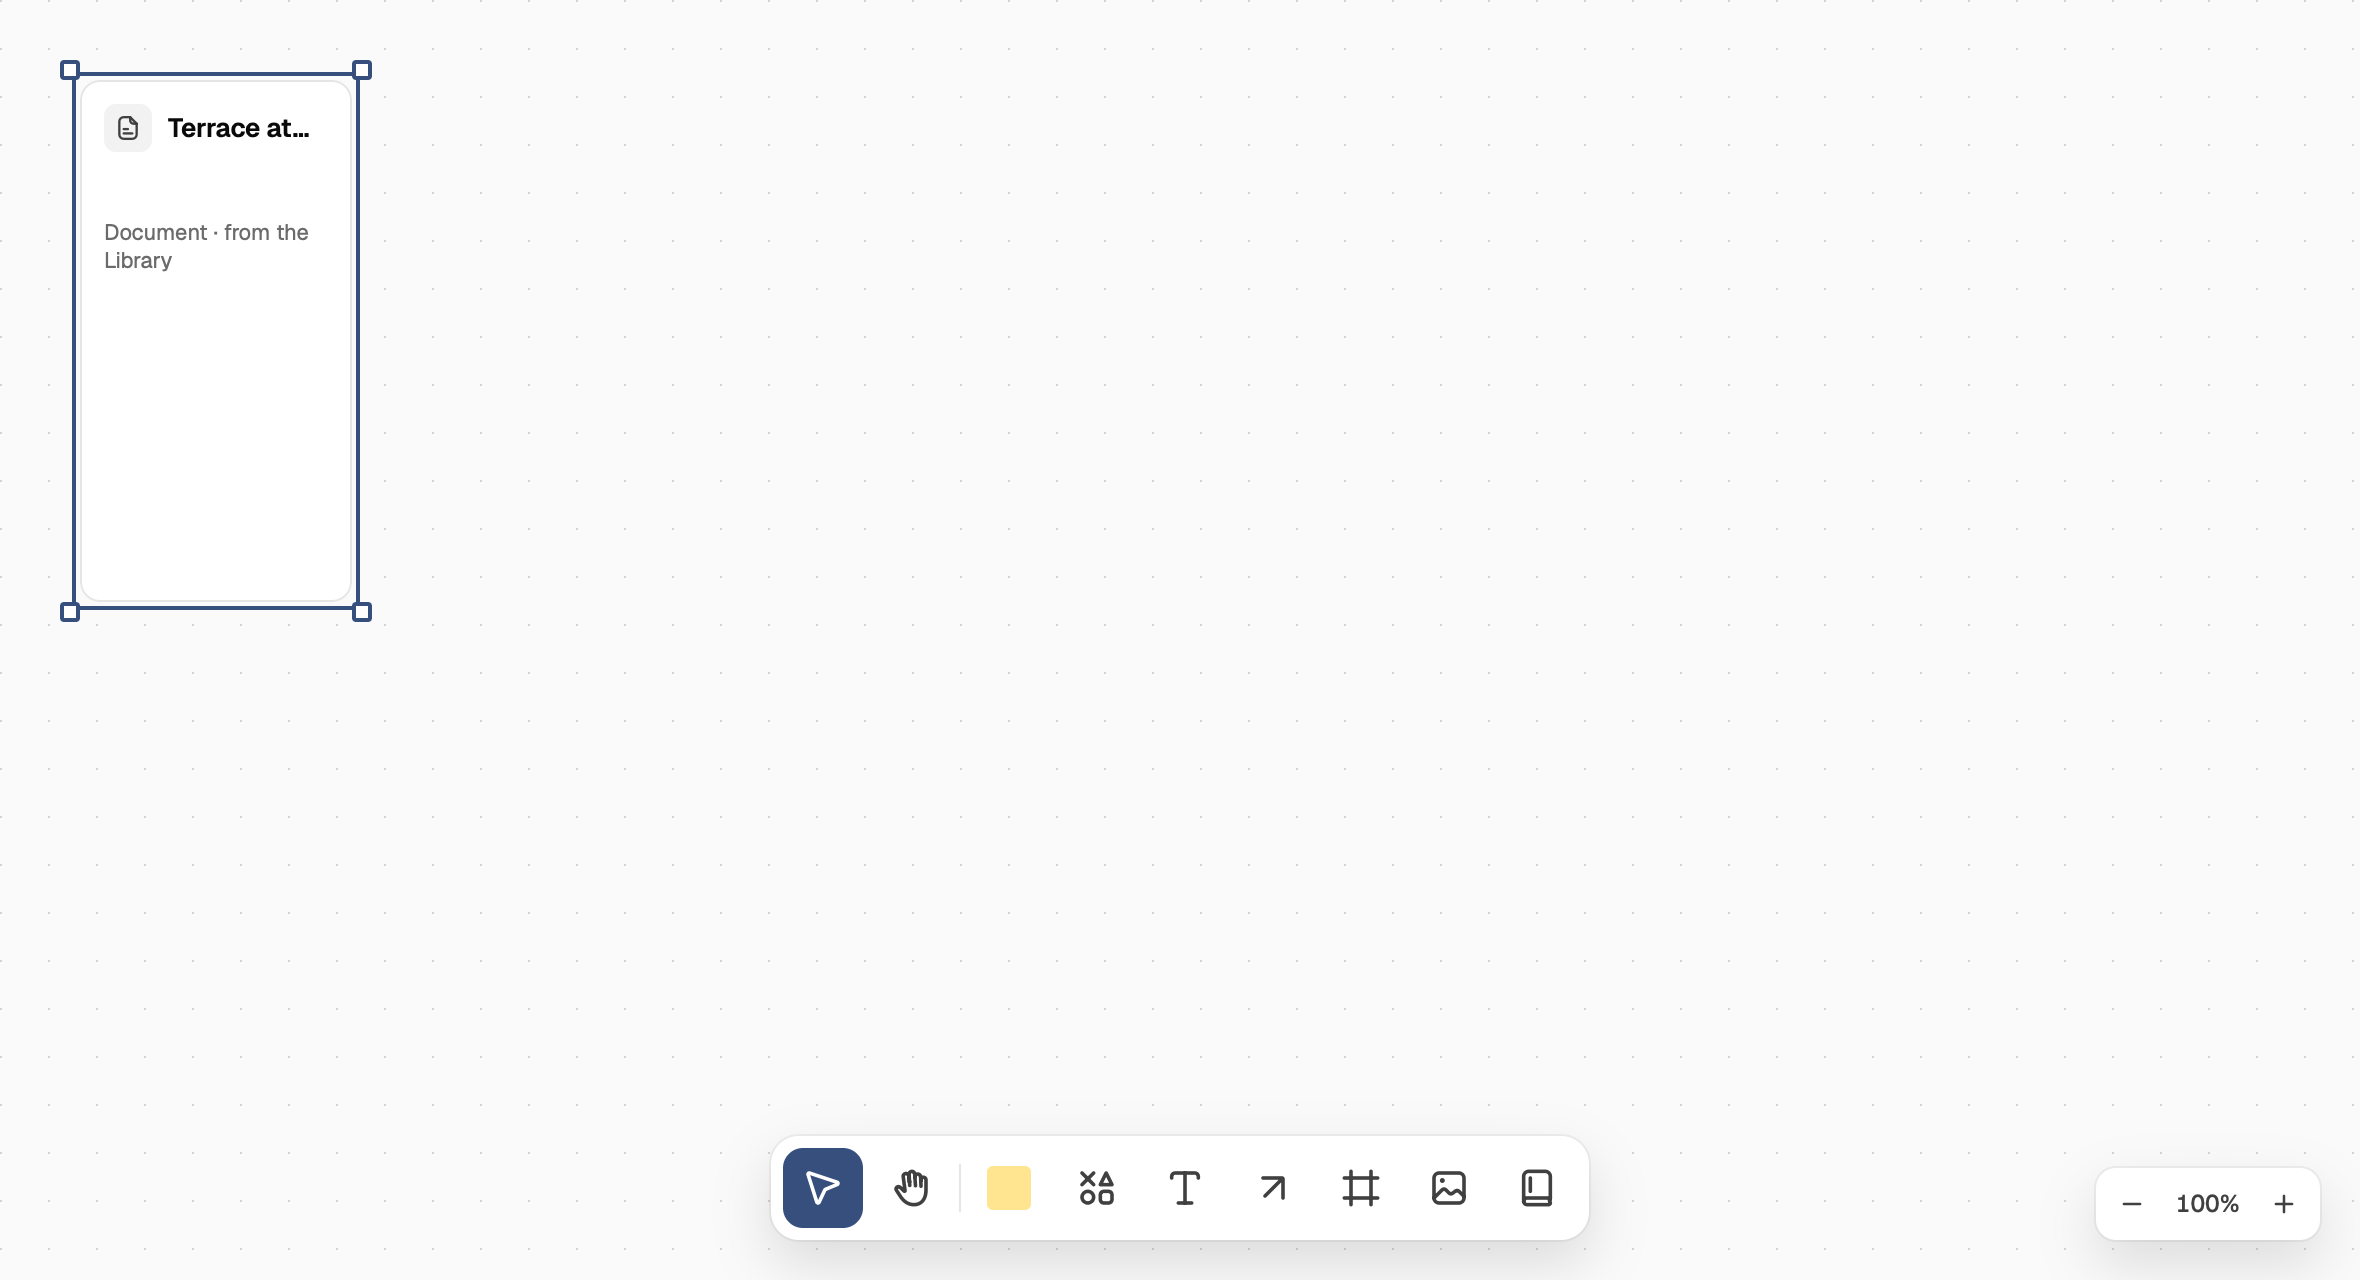 Terrace at...
Document · from the
Library
100%